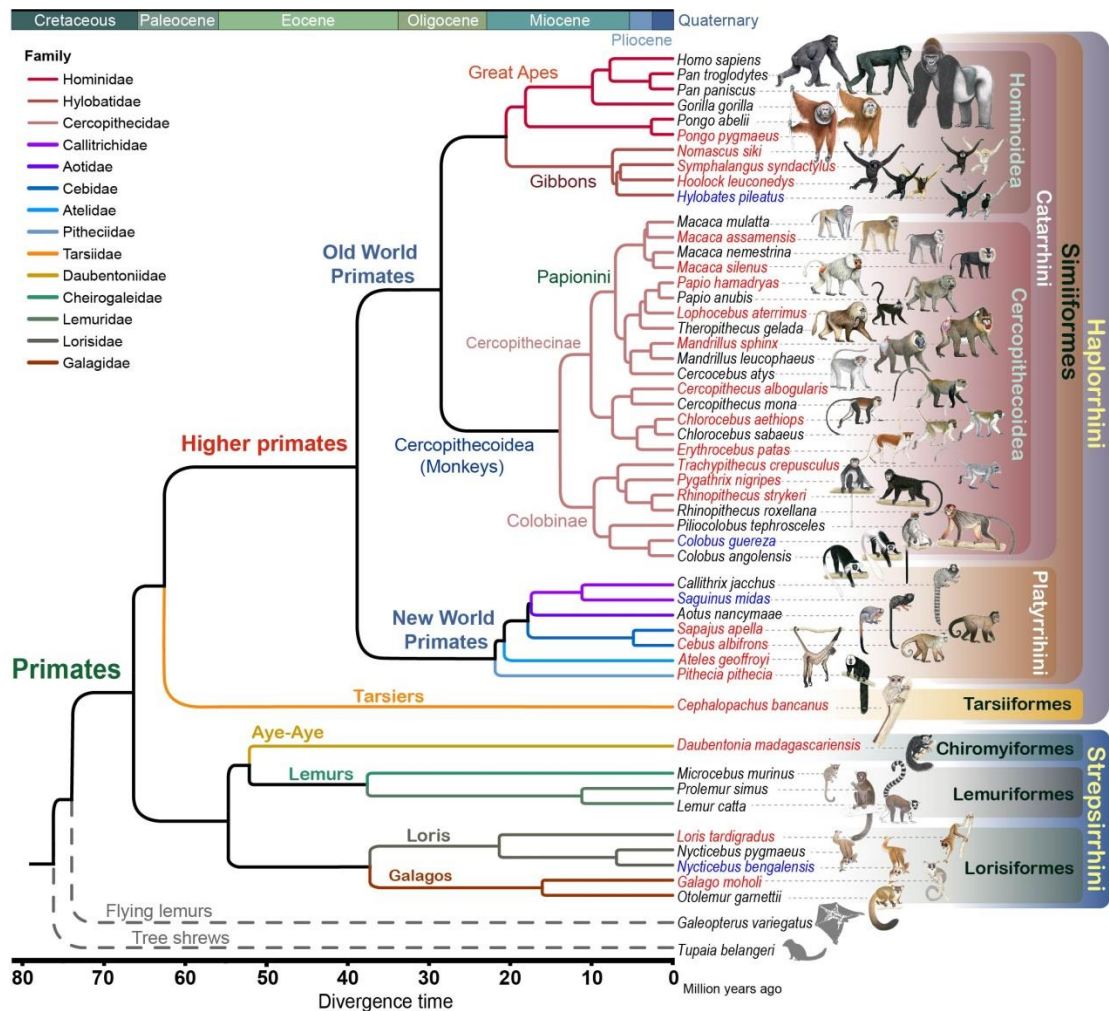 Cretaceous Paleocene Eocene Oligocene Miocene Quaternary
Pliocene
Family
Hominidae
Hylobatidae
Cercopithecidae
Callitrichidae
Aotidae
Cebidae
Atelidae
Pitheciidae
Tarsiidae
Daubentoniidae
Cheirogaleidae
Lemuridae
Lorisidae
Galagidae
Great Apes
Gibbons
Old World
Primates
Papionini
Cercopithecinae
Higher primates
Cercopithecoidea
(Monkeys)
Colobinae
New World
Primates
Primates
Tarsiers
Aye-Aye
Lemurs
Loris
Galagos
Flying lemurs
Tree shrews
Homo sapiens
Pan troglodytes
Pan paniscus
Gorilla gorilla
Pongo abelii
Pongo pygmaeus
Nomascus siki
Symphalangus syndactylus
Hoolock leuconedys
Hylobates pileatus
Macaca mulatta
Macaca assamensis
Macaca nemestrina
Macaca silenus
Papio hamadryas
Papio anubis
Lophocebus aterrimus
Theropithecus gelada
Mandrillus sphinx
Mandrillus leucophaeus
Cercocebus atys
Cercopithecus albogularis
Cercopithecus mona
Chlorocebus aethiops
Chlorocebus sabaeus
Erythrocebus patas
Trachypithecus crepusculus
Pygathrix nigripes
Rhinopithecus strykeri
Rhinopithecus roxellana
Piliocolobus tephrosceles
Colobus guereza
Colobus angolensis
Callithrix jacchus
Saguinus midas
Aotus nancymaae
Sapajus apella
Cebus albifrons
Ateles geoffroyi
Pithecia pithecia
Cephalopachus bancanus
Daubentonia madagascariensis
Microcebus murinus
Prolemur simus
Lemur catta
Loris tardigradus
Nycticebus pygmaeus
Nycticebus bengalensis
Galago moholi
Otolemur garnettii
Galeopterus variegatus
Tupaia belangeri
Hominoidea
Catarrhini
Cercopithecoidea
Simiiformes
Haplorrhini
Platyrrihini
Tarsiiformes
Chiromyiformes
Lemuriformes
Lorisiformes
Strepsirrhini
80 70 60 50 40 30 20 10 0
Divergence time
Million years ago